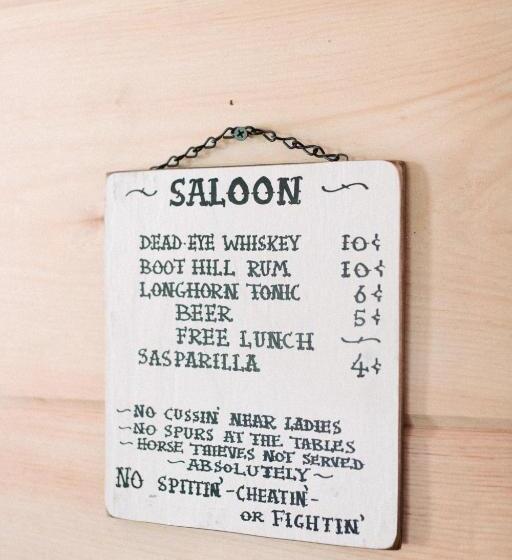 ~ SALOON ~
DEAD-EYE WHISKEY 10¢
BOOT HILL RUM. 10¢
LONGHORN TONIC 6¢
BEER 5¢
FREE LUNCH ~
SASPARILLA 4¢
~NO CUSSIN' NEAR LADIES
~NO SPURS AT THE TABLES
~HORSE THIEVES NOT SERVED
~ABSOLUTELY~
NO SPITTIN'-CHEATIN'-
OR FIGHTIN'